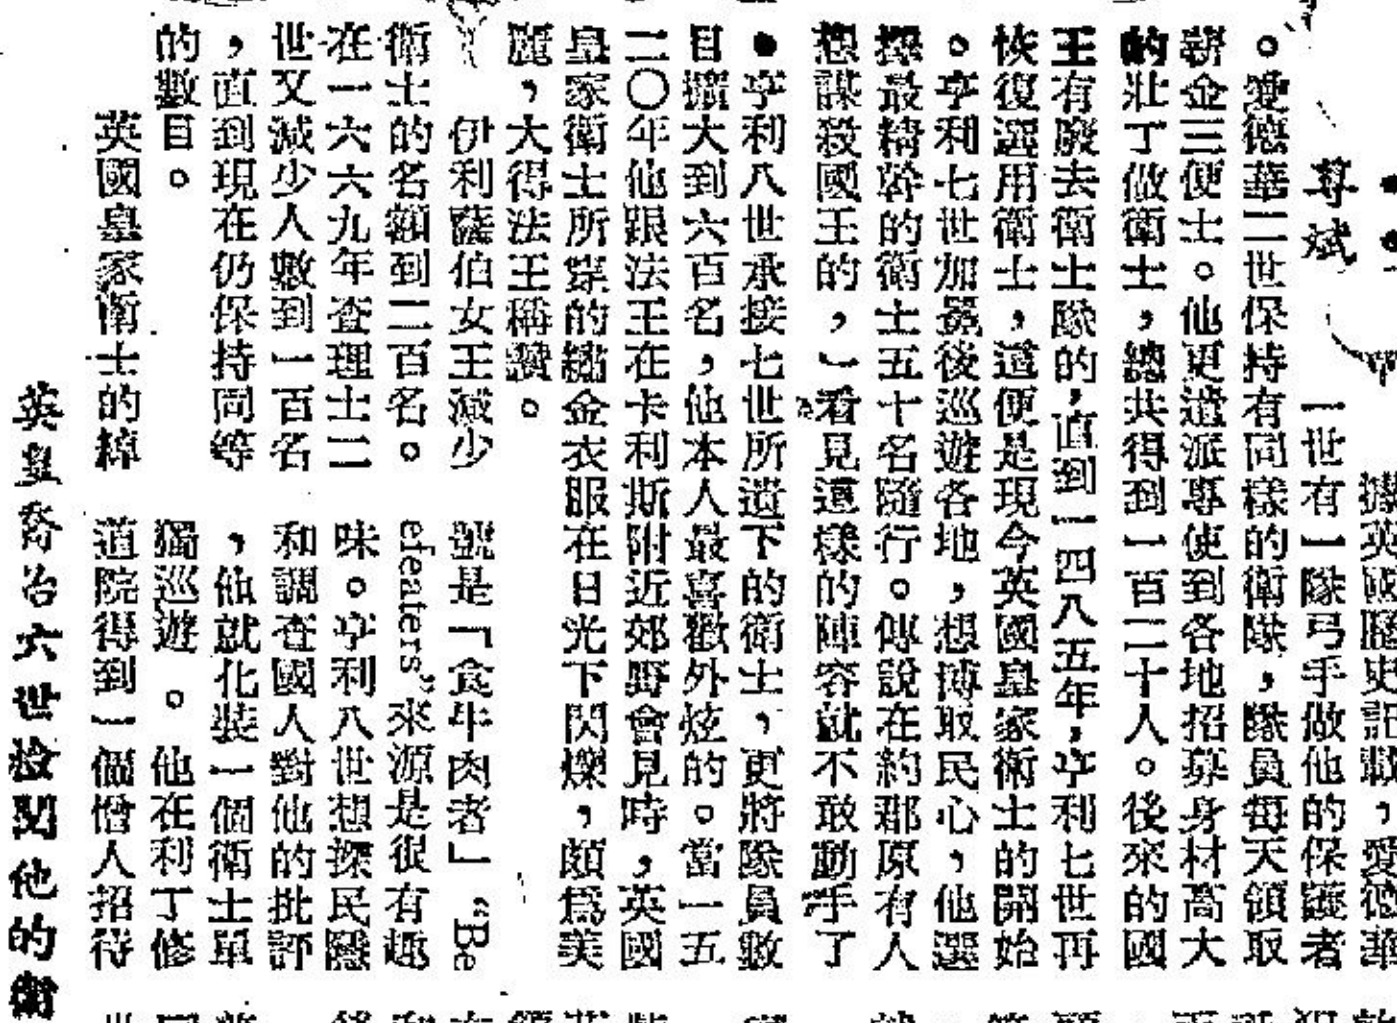 尊斌
據英國歷史記載，愛德華
一世有一隊弓手做他的保護者
。愛德華二世保持有同樣的衛隊，隊員每天領取
薪金三便士。他更遣派專使到各地招募身材高大
的壯丁做衛士，總共得到一百二十人。後來的國
王有廢去衛士隊的，直到一四八五年，亨利七世再
恢復選用衛士，這便是現今英國皇家衛士的開始
。亨利七世加冕後巡遊各地，想博取民心，他選
擇最精幹的衛士五十名隨行。傳說在約郡原有人
想謀殺國王的，一看見這樣的陣容就不敢動手了
。亨利八世承接七世所遺下的衛士，更將隊員數
目擴大到六百名，他本人最喜歡外炫的。當一五
二〇年他跟法王在卡利斯附近郊野會見時，英國
皇家衛士所穿的繡金衣服在日光下閃爍，頗爲美
麗，大得法王稱讚。
伊利薩伯女王減少
衛士的名額到二百名。
在一六六九年查理士二
世又減少人數到一百名
，直到現在仍保持同等
的數目。
英國皇家衛士的綽
號是「食牛肉者」“Be
efeaters”來源是很有趣
味。亨利八世想探民隱
和調查國人對他的批評
，他就化裝一個衛士單
獨巡遊。他在利丁修
道院得到一個僧人招待
英皇喬治六世檢閱他的衛